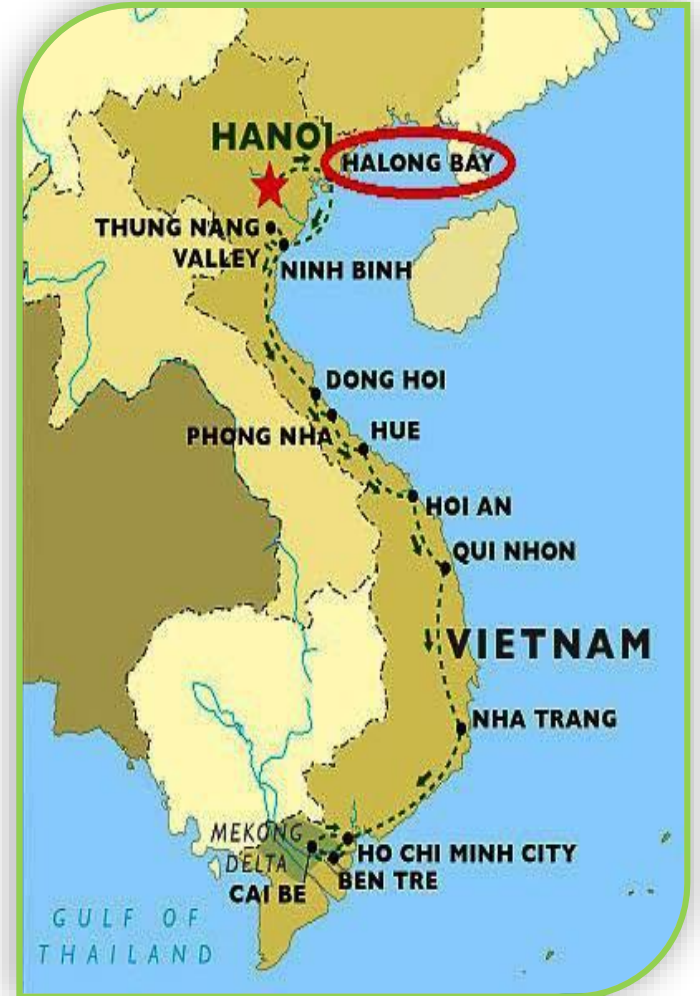 HANOI
HALONG BAY
THUNG NANG
VALLEY
NINH BINH
DONG HOI
PHONG NHA
HUE
HOI AN
QUI NHON
VIETNAM
NHA TRANG
MEKONG
DELTA
HO CHI MINH CITY
BEN TRE
CAI BE
GULF OF
THAILAND